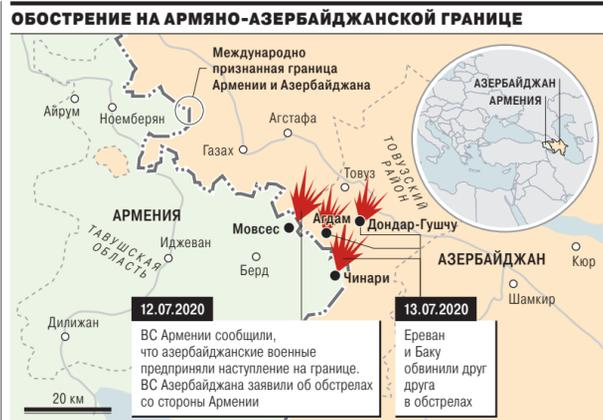 ОБОСТРЕНИЕ НА АРМЯНО-АЗЕРБАЙДЖАНСКОЙ ГРАНИЦЕ
Международно
признанная граница
Армении и Азербайджана
АЗЕРБАЙДЖАН
АРМЕНИЯ
Айрум
Ноемберян
Агстафа
Газах
Товуз
ТОВУЗСКИЙ
РАЙОН
АРМЕНИЯ
ТАВУШСКАЯ
ОБЛАСТЬ
Иджеван
Мовсес
Агдам
Дондар-Гушчу
Берд
Чинари
АЗЕРБАЙДЖАН
Кюр
Шамкир
Дилижан
20 км
12.07.2020
ВС Армении сообщили,
что азербайджанские военные
предприняли наступление на границе.
ВС Азербайджана заявили об обстрелах
со стороны Армении
13.07.2020
Ереван
и Баку
обвинили друг
друга
в обстрелах